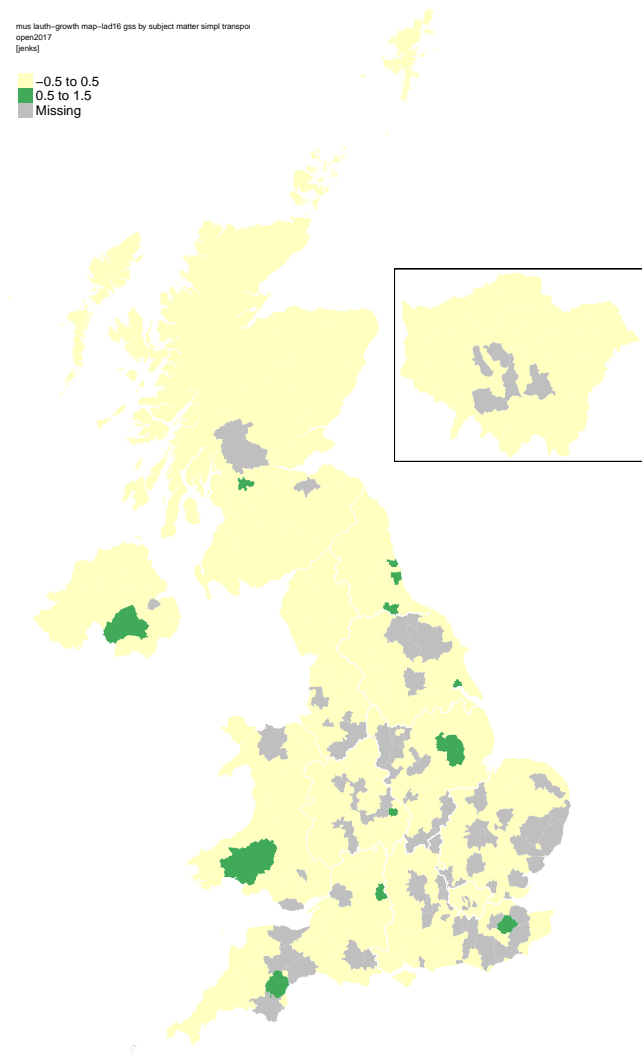 mus lauth−growth map−lad16 gss by subject matter simpl transpo
open2017
[jenks]
−0.5 to 0.5
0.5 to 1.5
Missing